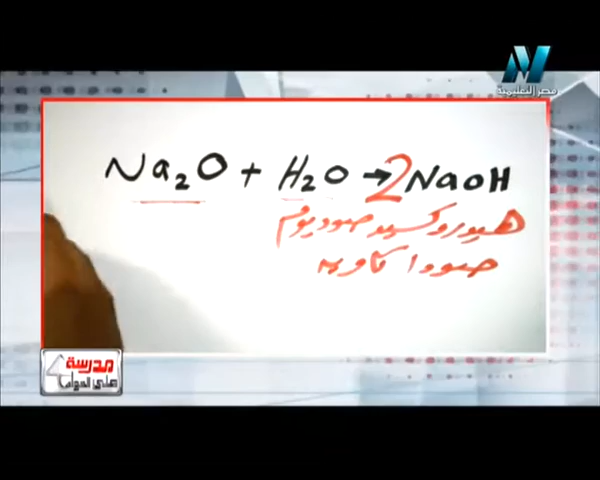 مصر التعليمية
Na₂O + H₂O → 2NaOH
هيدروكسيد صوديوم
صودا كاوية
مدرسة
على الهواء